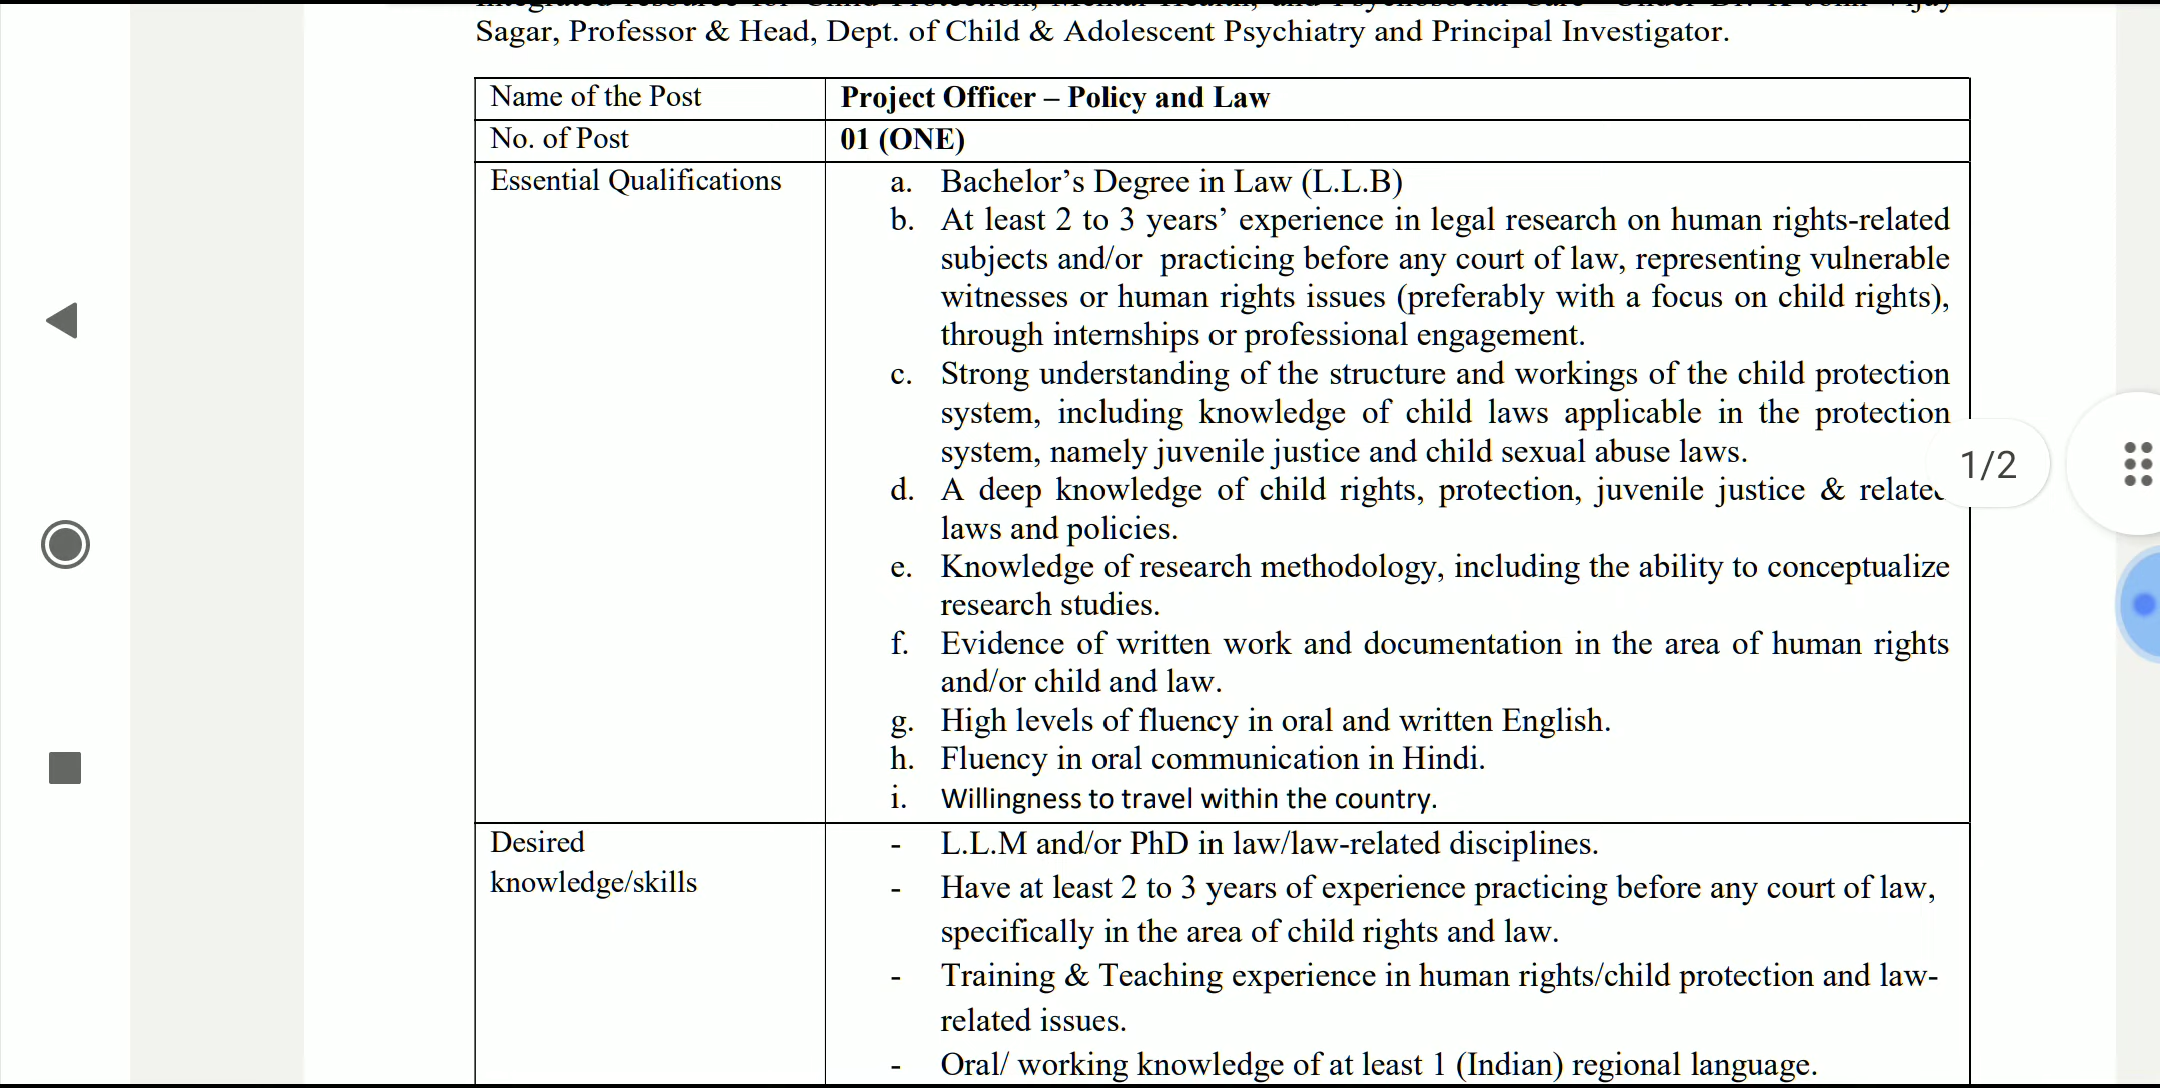 Sagar, Professor & Head, Dept. of Child & Adolescent Psychiatry and Principal Investigator.
Name of the Post
Project Officer – Policy and Law
No. of Post
01 (ONE)
Essential Qualifications
a. Bachelor’s Degree in Law (L.L.B)
b. At least 2 to 3 years’ experience in legal research on human rights-related
subjects and/or practicing before any court of law, representing vulnerable
witnesses or human rights issues (preferably with a focus on child rights),
through internships or professional engagement.
c. Strong understanding of the structure and workings of the child protection
system, including knowledge of child laws applicable in the protection
system, namely juvenile justice and child sexual abuse laws.
d. A deep knowledge of child rights, protection, juvenile justice & related
laws and policies.
e. Knowledge of research methodology, including the ability to conceptualize
research studies.
f. Evidence of written work and documentation in the area of human rights
and/or child and law.
g. High levels of fluency in oral and written English.
h. Fluency in oral communication in Hindi.
i. Willingness to travel within the country.
1/2
Desired
knowledge/skills
- L.L.M and/or PhD in law/law-related disciplines.
- Have at least 2 to 3 years of experience practicing before any court of law,
specifically in the area of child rights and law.
- Training & Teaching experience in human rights/child protection and law-
related issues.
- Oral/ working knowledge of at least 1 (Indian) regional language.